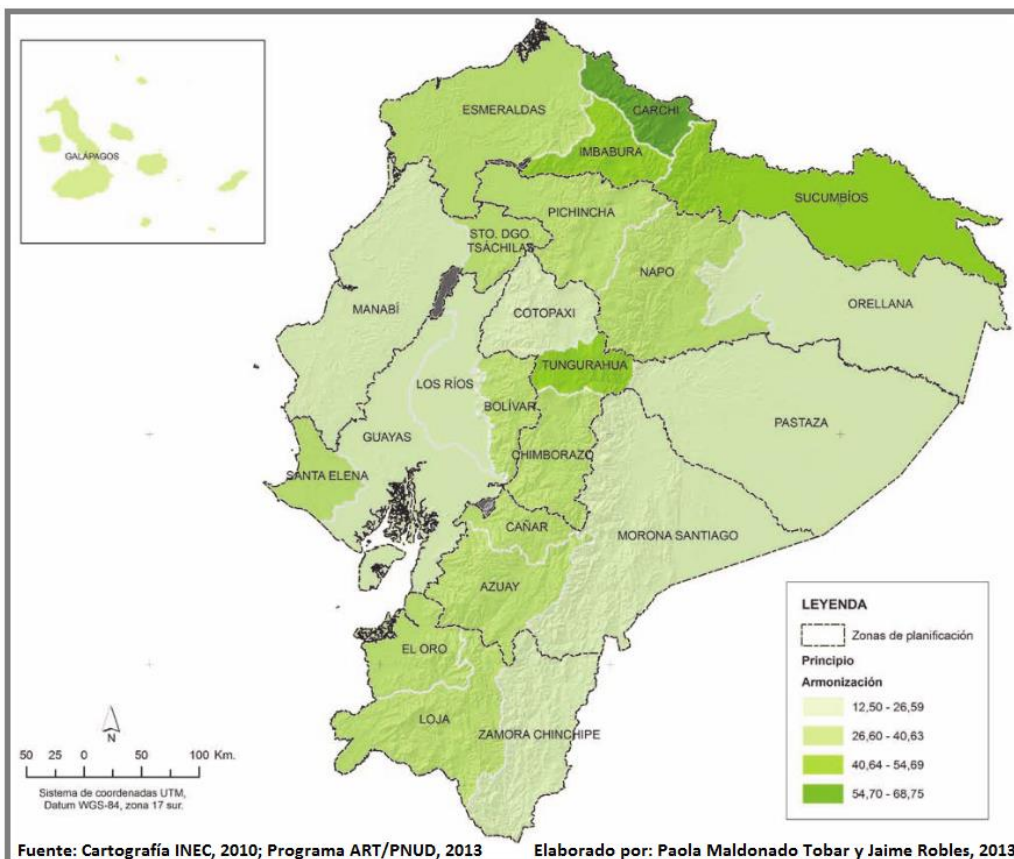 GALÁPAGOS
ESMERALDAS
CARCHI
IMBABURA
SUCUMBÍOS
PICHINCHA
STO. DGO.
TSÁCHILAS
NAPO
ORELLANA
MANABÍ
COTOPAXI
TUNGURAHUA
LOS RÍOS
BOLÍVAR
PASTAZA
GUAYAS
CHIMBORAZO
SANTA ELENA
CAÑAR
MORONA SANTIAGO
AZUAY
EL ORO
LOJA
ZAMORA CHINCHIPE
LEYENDA
Zonas de planificación
Principio
Armonización
12,50 - 26,59
26,60 - 40,63
40,64 - 54,69
54,70 - 68,75
N
50 25 0 50 100 Km.
Sistema de coordenadas UTM,
Datum WGS-84, zona 17 sur.
Fuente: Cartografía INEC, 2010; Programa ART/PNUD, 2013 Elaborado por: Paola Maldonado Tobar y Jaime Robles, 2013